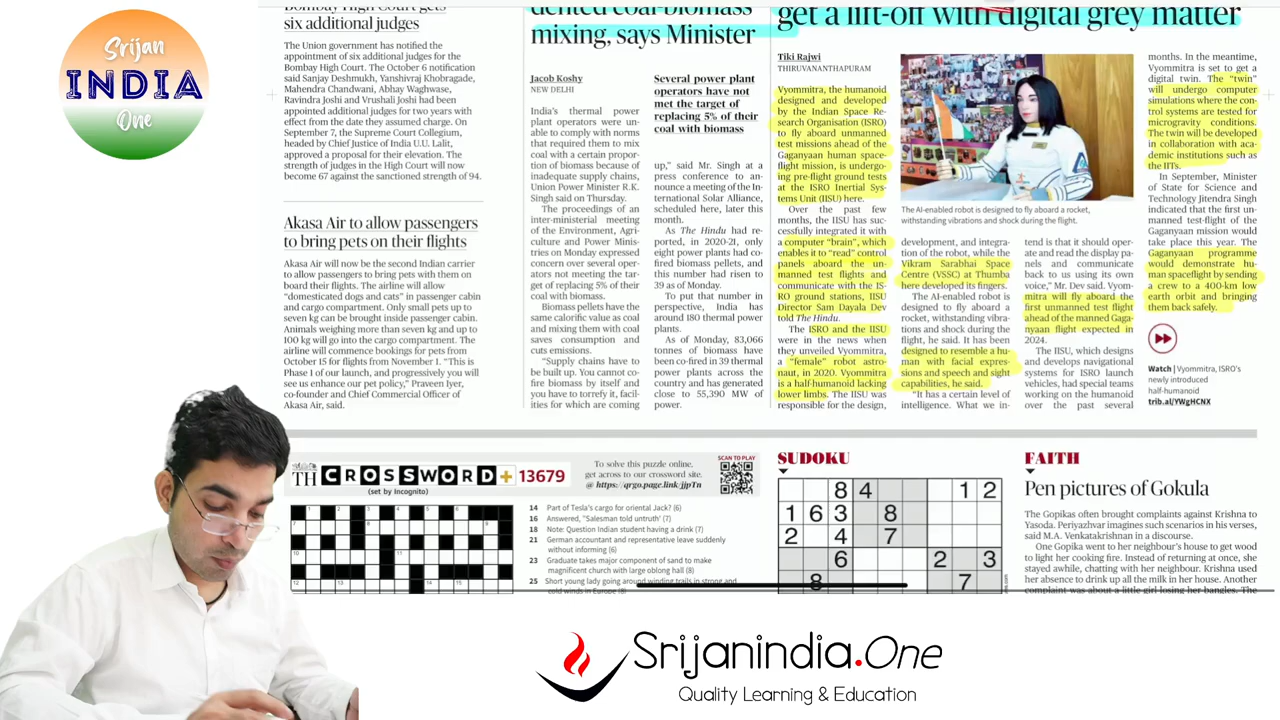 Srijan
INDIA
One
Bombay High Court gets
six additional judges
The Union government has notified the
appointment of six additional judges for the
Bombay High Court. The October 6 notification
said Sanjay Deshmukh, Yanshivraj Khobragade,
Mahendra Chandwani, Abhay Waghwase,
Ravindra Joshi and Vrushali Joshi had been
appointed additional judges for two years with
effect from the date they assumed charge. On
September 7, the Supreme Court Collegium,
headed by Chief Justice of India U.U. Lalit,
approved a proposal for their elevation. The
strength of judges in the High Court will now
become 67 against the sanctioned strength of 94.
Akasa Air to allow passengers
to bring pets on their flights
Akasa Air will now be the second Indian carrier
to allow passengers to bring pets with them on
board their flights. The airline will allow
“domesticated dogs and cats” in passenger cabin
and cargo compartment. Only small pets up to
seven kg can be brought inside passenger cabin.
Animals weighing more than seven kg and up to
100 kg will go into the cargo compartment. The
airline will commence bookings for pets from
October 15 for flights from November 1. “This is
Phase 1 of our launch, and progressively you will
see us enhance our pet policy,” Praveen Iyer,
co-founder and Chief Commercial Officer of
Akasa Air, said.
dented coal-biomass
mixing, says Minister
Jacob Koshy
NEW DELHI
India’s thermal power
plant operators were un-
able to comply with norms
that required them to mix
coal with a certain propor-
tion of biomass because of
inadequate supply chains,
Union Power Minister R.K.
Singh said on Thursday.
The proceedings of an
inter-ministerial meeting
of the Environment, Agri-
culture and Power Minis-
tries on Monday expressed
concern over several oper-
ators not meeting the tar-
get of replacing 5% of their
coal with biomass.
Biomass pellets have the
same calorific value as coal
and mixing them with coal
saves consumption and
cuts emissions.
“Supply chains have to
be built up. You cannot co-
fire biomass by itself and
you have to torrefy it, facil-
ities for which are coming
Several power plant
operators have not
met the target of
replacing 5% of their
coal with biomass
up,” said Mr. Singh at a
press conference to an-
nounce a meeting of the In-
ternational Solar Alliance,
scheduled here, later this
month.
As The Hindu had re-
ported, in 2020-21, only
eight power plants had co-
fired biomass pellets, and
this number had risen to
39 as of Monday.
To put that number in
perspective, India has
around 180 thermal power
plants.
As of Monday, 83,066
tonnes of biomass have
been co-fired in 39 thermal
power plants across the
country and has generated
close to 55,390 MW of
power.
get a lift-off with digital grey matter
Tiki Rajwi
THIRUVANANTHAPURAM
Vyommitra, the humanoid
designed and developed
by the Indian Space Re-
search Organisation (ISRO)
to fly aboard unmanned
test missions ahead of the
Gaganyaan human space-
flight mission, is undergo-
ing pre-flight ground tests
at the ISRO Inertial Sys-
tems Unit (IISU) here.
Over the past few
months, the IISU has suc-
cessfully integrated it with
a computer “brain”, which
enables it to “read” control
panels aboard the un-
manned test flights and
communicate with the IS-
RO ground stations, IISU
Director Sam Dayala Dev
told The Hindu.
The ISRO and the IISU
were in the news when
they unveiled Vyommitra,
a “female” robot astro-
naut, in 2020. Vyommitra
is a half-humanoid lacking
lower limbs. The IISU was
responsible for the design,
The AI-enabled robot is designed to fly aboard a rocket,
withstanding vibrations and shock during the flight.
development, and integra-
tion of the robot, while the
Vikram Sarabhai Space
Centre (VSSC) at Thumba
here developed its fingers.
The AI-enabled robot is
designed to fly aboard a
rocket, withstanding vibra-
tions and shock during the
flight, he said. It has been
designed to resemble a hu-
man with facial expres-
sions and speech and sight
capabilities, he said.
“It has a certain level of
intelligence. What we in-
tend is that it should oper-
ate and read the display pa-
nels and communicate
back to us using its own
voice,” Mr. Dev said. Vyom-
mitra will fly aboard the
first unmanned test flight
ahead of the manned Gaga-
nyaan flight expected in
2024.
The IISU, which designs
and develops navigational
systems for ISRO launch
vehicles, had special teams
working on the humanoid
over the past several
months. In the meantime,
Vyommitra is set to get a
digital twin. The “twin”
will undergo computer
simulations where the con-
trol systems are tested for
microgravity conditions.
The twin will be developed
in collaboration with aca-
demic institutions such as
the IITs.
In September, Minister
of State for Science and
Technology Jitendra Singh
indicated that the first un-
manned test-flight of the
Gaganyaan mission would
take place this year. The
Gaganyaan programme
would demonstrate hu-
man spaceflight by sending
a crew to a 400-km low
earth orbit and bringing
them back safely.
Watch | Vyommitra, ISRO’s
newly introduced
half-humanoid
trib.al/YWgHCNX
TH CROSSWORD+ 13679
(set by Incognito)
To solve this puzzle online,
get across to our crossword site.
@ https://qrgo.page.link/jjpTn
SCAN TO PLAY
14 Part of Tesla's cargo for oriental Jack? (6)
16 Answered, "Salesman told untruth" (7)
18 Note: Question Indian student having a drink (7)
21 German accountant and representative leave suddenly
without informing (6)
23 Graduate takes major component of sand to make
magnificent church with large oblong hall (8)
25 Short young lady going around winding trails in strong and
cold winds in Europe (8)
SUDOKU
8 4 1 2
1 6 3 8
2 4 7
6 2 3
8 7
FAITH
Pen pictures of Gokula
The Gopikas often brought complaints against Krishna to
Yasoda. Periyazhvar imagines such scenarios in his verses,
said M.A. Venkatakrishnan in a discourse.
One Gopika went to her neighbour's house to get wood
to light her cooking fire. Instead of returning at once, she
stayed awhile, chatting with her neighbour. Krishna used
her absence to drink up all the milk in her house. Another
complaint was about a little girl losing her bangles. The
Srijanindia.One
Quality Learning & Education